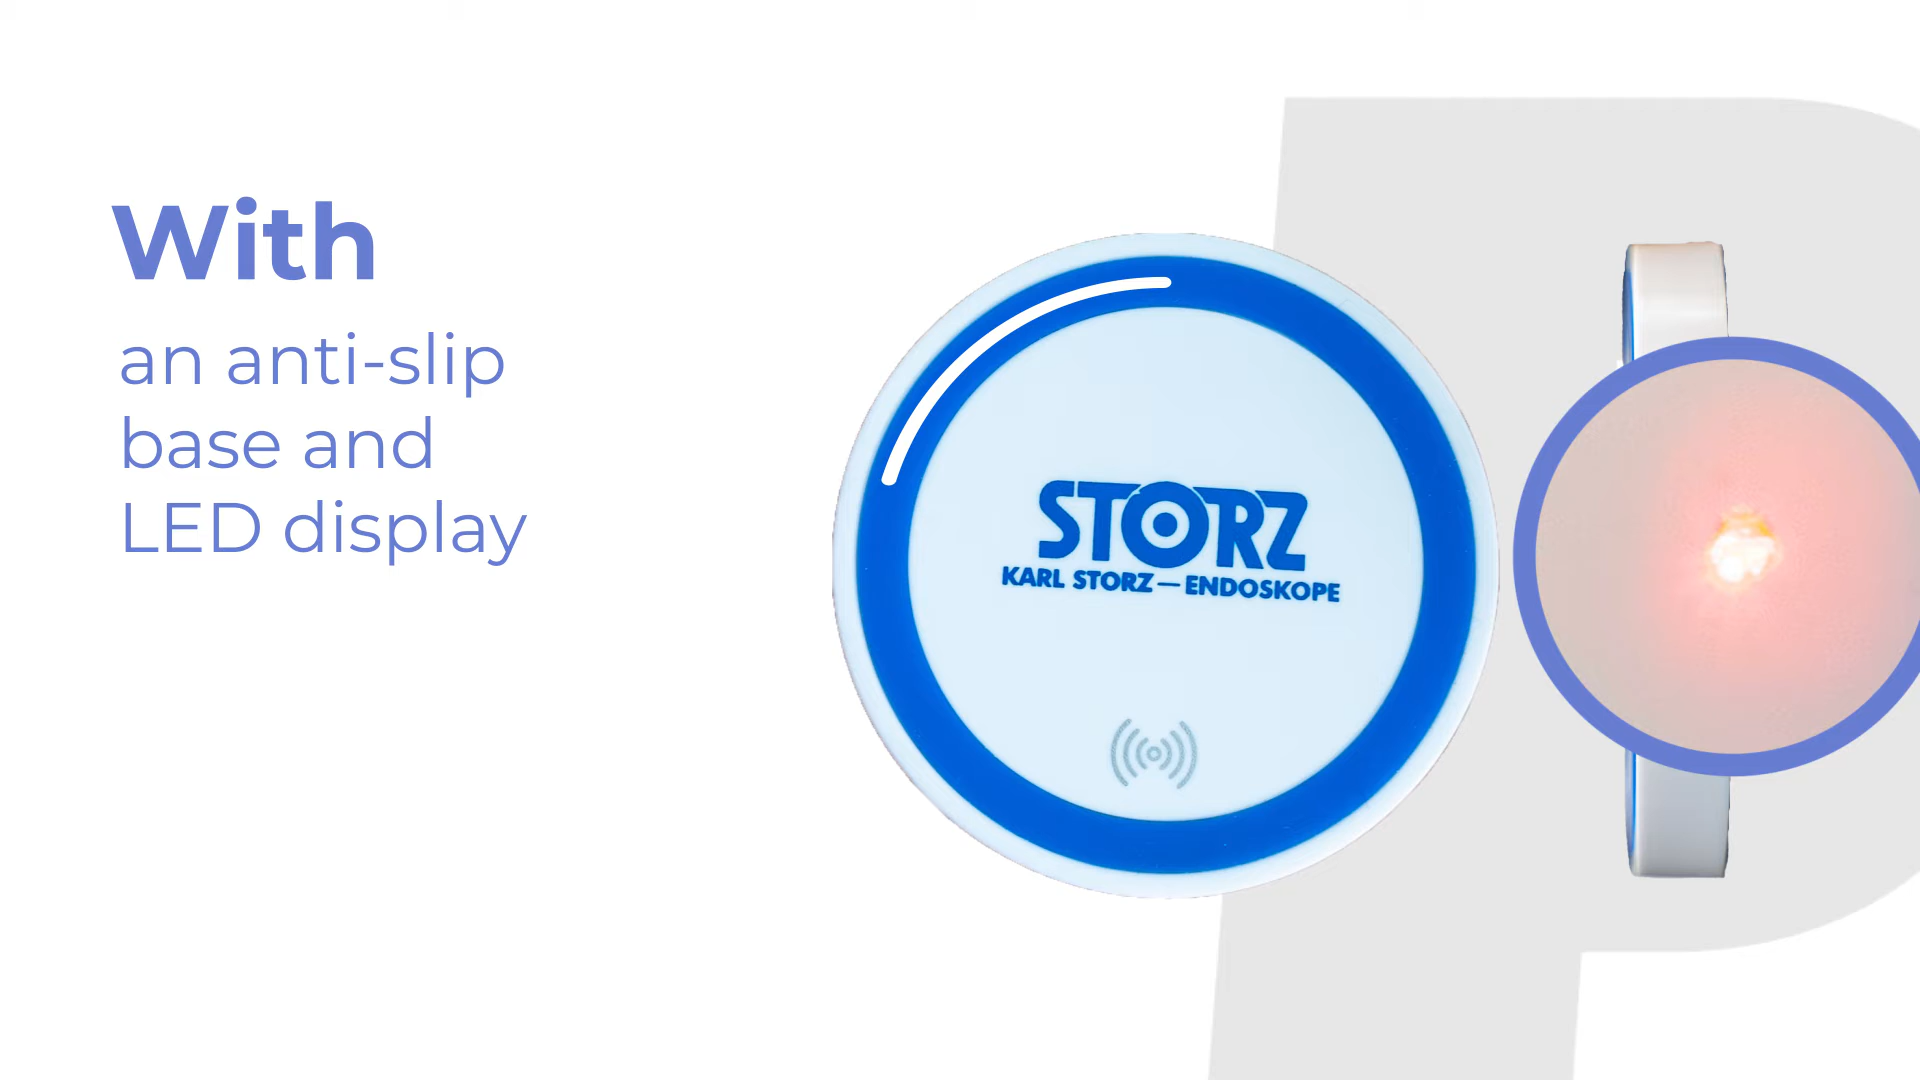 With
an anti-slip
base and
LED display
STORZ
KARL STORZ — ENDOSKOPE
P